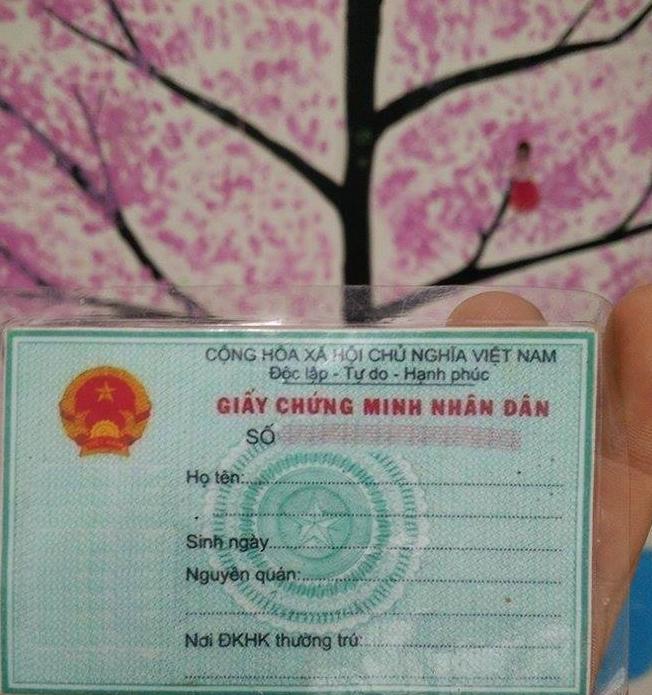 CỘNG HÒA XÃ HỘI CHỦ NGHĨA VIỆT NAM
Độc lập - Tự do - Hạnh phúc
GIẤY CHỨNG MINH NHÂN DÂN
SỐ
Họ tên:
Sinh ngày
Nguyên quán:
Nơi ĐKHK thường trú: